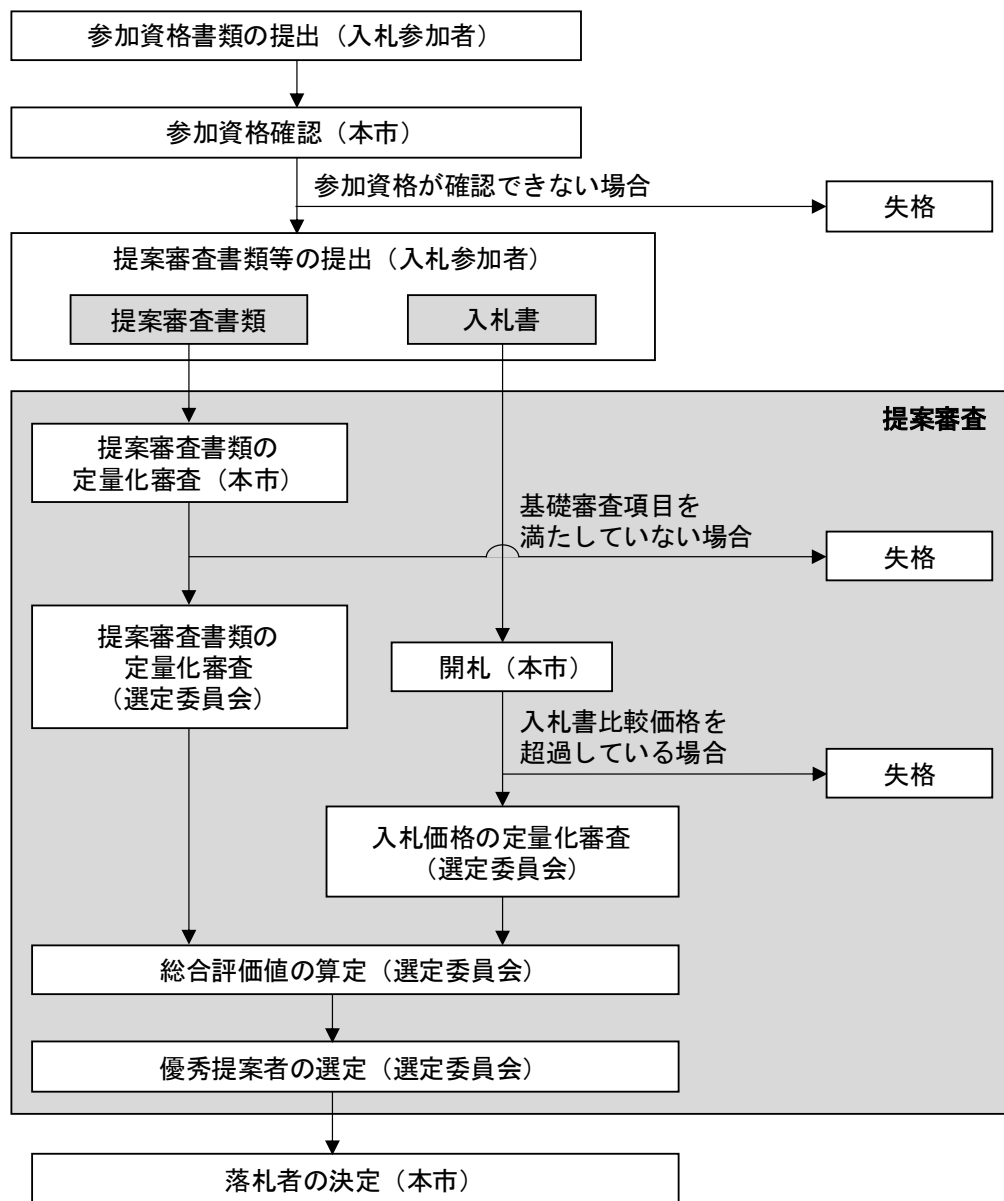 参加資格書類の提出（入札参加者）
参加資格確認（本市）
参加資格が確認できない場合
失格
提案審査書類等の提出（入札参加者）
提案審査書類
入札書
提案審査
提案審査書類の
定量化審査（本市）
基礎審査項目を
満たしていない場合
失格
提案審査書類の
定量化審査
（選定委員会）
開札（本市）
入札書比較価格を
超過している場合
失格
入札価格の定量化審査
（選定委員会）
総合評価値の算定（選定委員会）
優秀提案者の選定（選定委員会）
落札者の決定（本市）